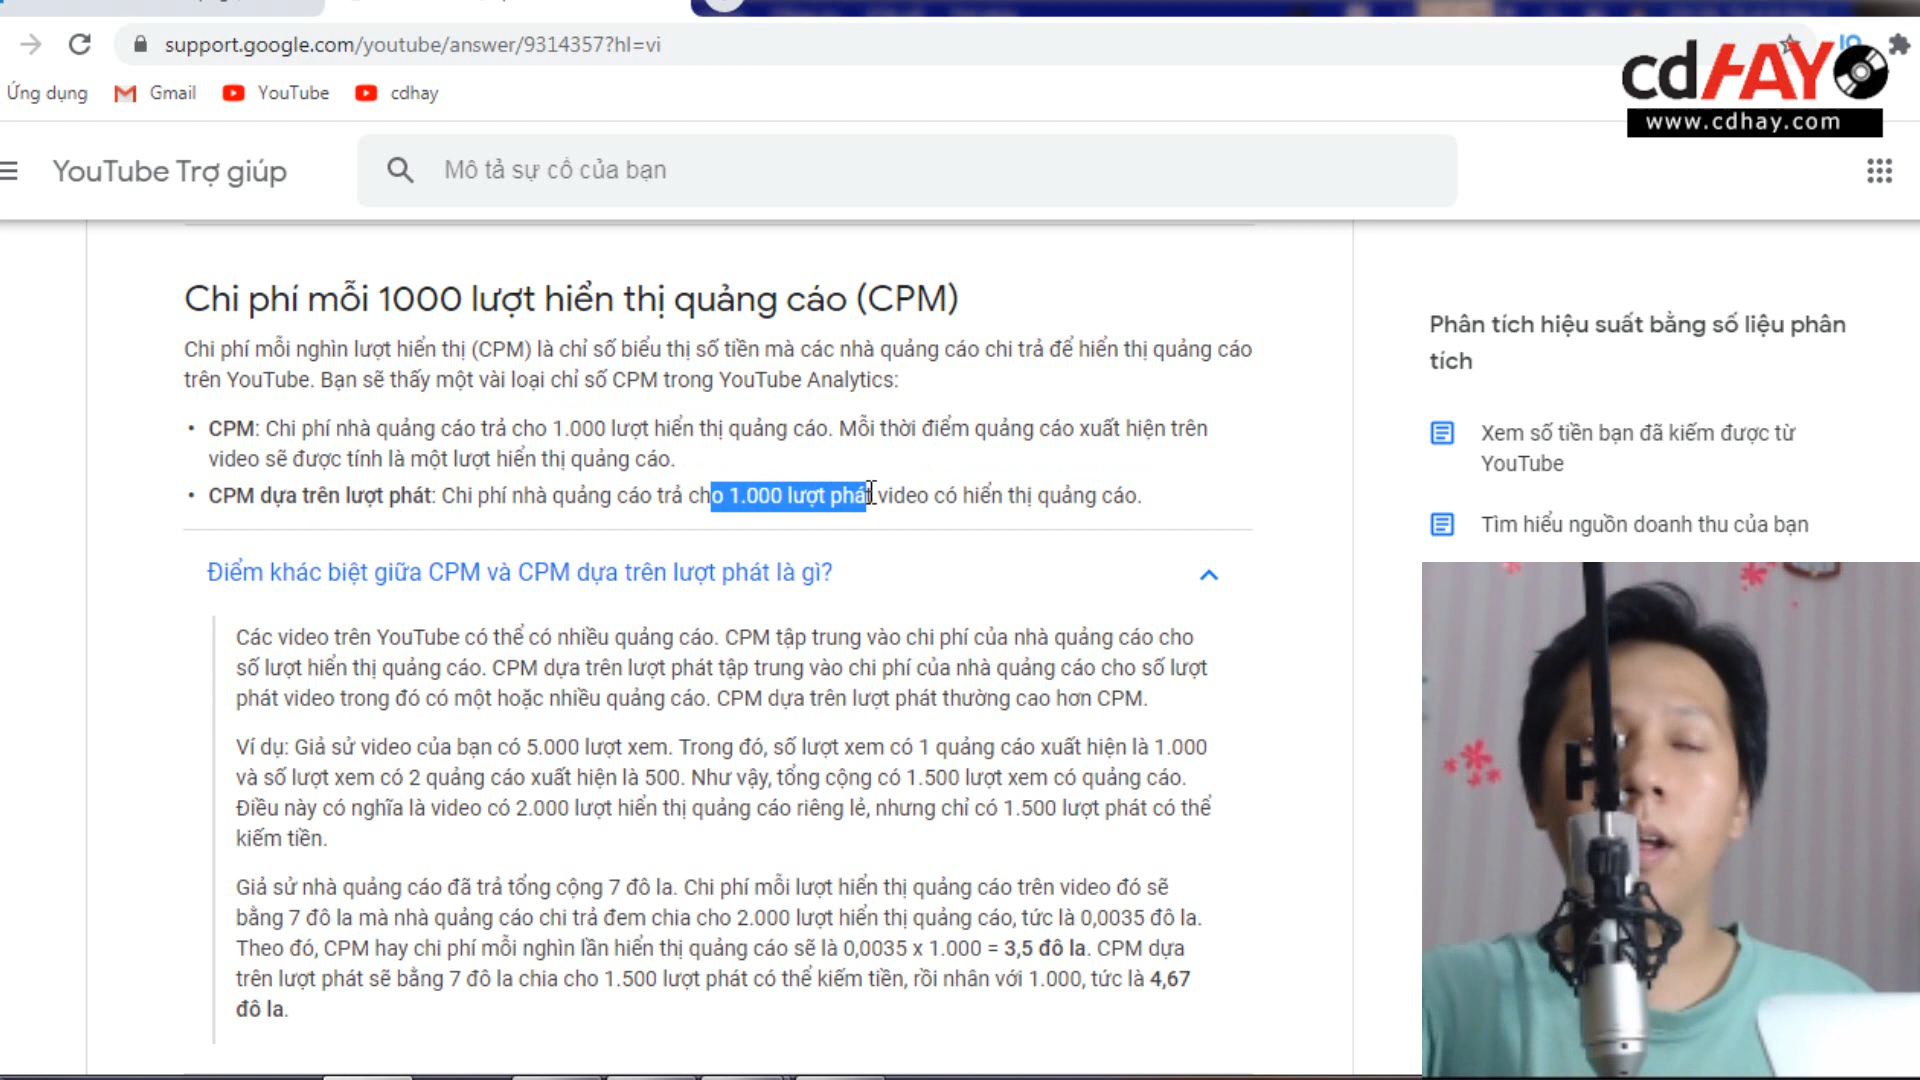 support.google.com/youtube/answer/9314357?hl=vi
Ứng dụng Gmail YouTube cdhay
cdHAY
www.cdhay.com
YouTube Trợ giúp
Mô tả sự cố của bạn
Chi phí mỗi 1000 lượt hiển thị quảng cáo (CPM)
Chi phí mỗi nghìn lượt hiển thị (CPM) là chỉ số biểu thị số tiền mà các nhà quảng cáo chi trả để hiển thị quảng cáo
trên YouTube. Bạn sẽ thấy một vài loại chỉ số CPM trong YouTube Analytics:
• CPM: Chi phí nhà quảng cáo trả cho 1.000 lượt hiển thị quảng cáo. Mỗi thời điểm quảng cáo xuất hiện trên
video sẽ được tính là một lượt hiển thị quảng cáo.
• CPM dựa trên lượt phát: Chi phí nhà quảng cáo trả cho 1.000 lượt phát video có hiển thị quảng cáo.
Điểm khác biệt giữa CPM và CPM dựa trên lượt phát là gì?
Các video trên YouTube có thể có nhiều quảng cáo. CPM tập trung vào chi phí của nhà quảng cáo cho
số lượt hiển thị quảng cáo. CPM dựa trên lượt phát tập trung vào chi phí của nhà quảng cáo cho số lượt
phát video trong đó có một hoặc nhiều quảng cáo. CPM dựa trên lượt phát thường cao hơn CPM.
Ví dụ: Giả sử video của bạn có 5.000 lượt xem. Trong đó, số lượt xem có 1 quảng cáo xuất hiện là 1.000
và số lượt xem có 2 quảng cáo xuất hiện là 500. Như vậy, tổng cộng có 1.500 lượt xem có quảng cáo.
Điều này có nghĩa là video có 2.000 lượt hiển thị quảng cáo riêng lẻ, nhưng chỉ có 1.500 lượt phát có thể
kiếm tiền.
Giả sử nhà quảng cáo đã trả tổng cộng 7 đô la. Chi phí mỗi lượt hiển thị quảng cáo trên video đó sẽ
bằng 7 đô la mà nhà quảng cáo chi trả đem chia cho 2.000 lượt hiển thị quảng cáo, tức là 0,0035 đô la.
Theo đó, CPM hay chi phí mỗi nghìn lần hiển thị quảng cáo sẽ là 0,0035 x 1.000 = 3,5 đô la. CPM dựa
trên lượt phát sẽ bằng 7 đô la chia cho 1.500 lượt phát có thể kiếm tiền, rồi nhân với 1.000, tức là 4,67
đô la.
Phân tích hiệu suất bằng số liệu phân
tích
Xem số tiền bạn đã kiếm được từ
YouTube
Tìm hiểu nguồn doanh thu của bạn